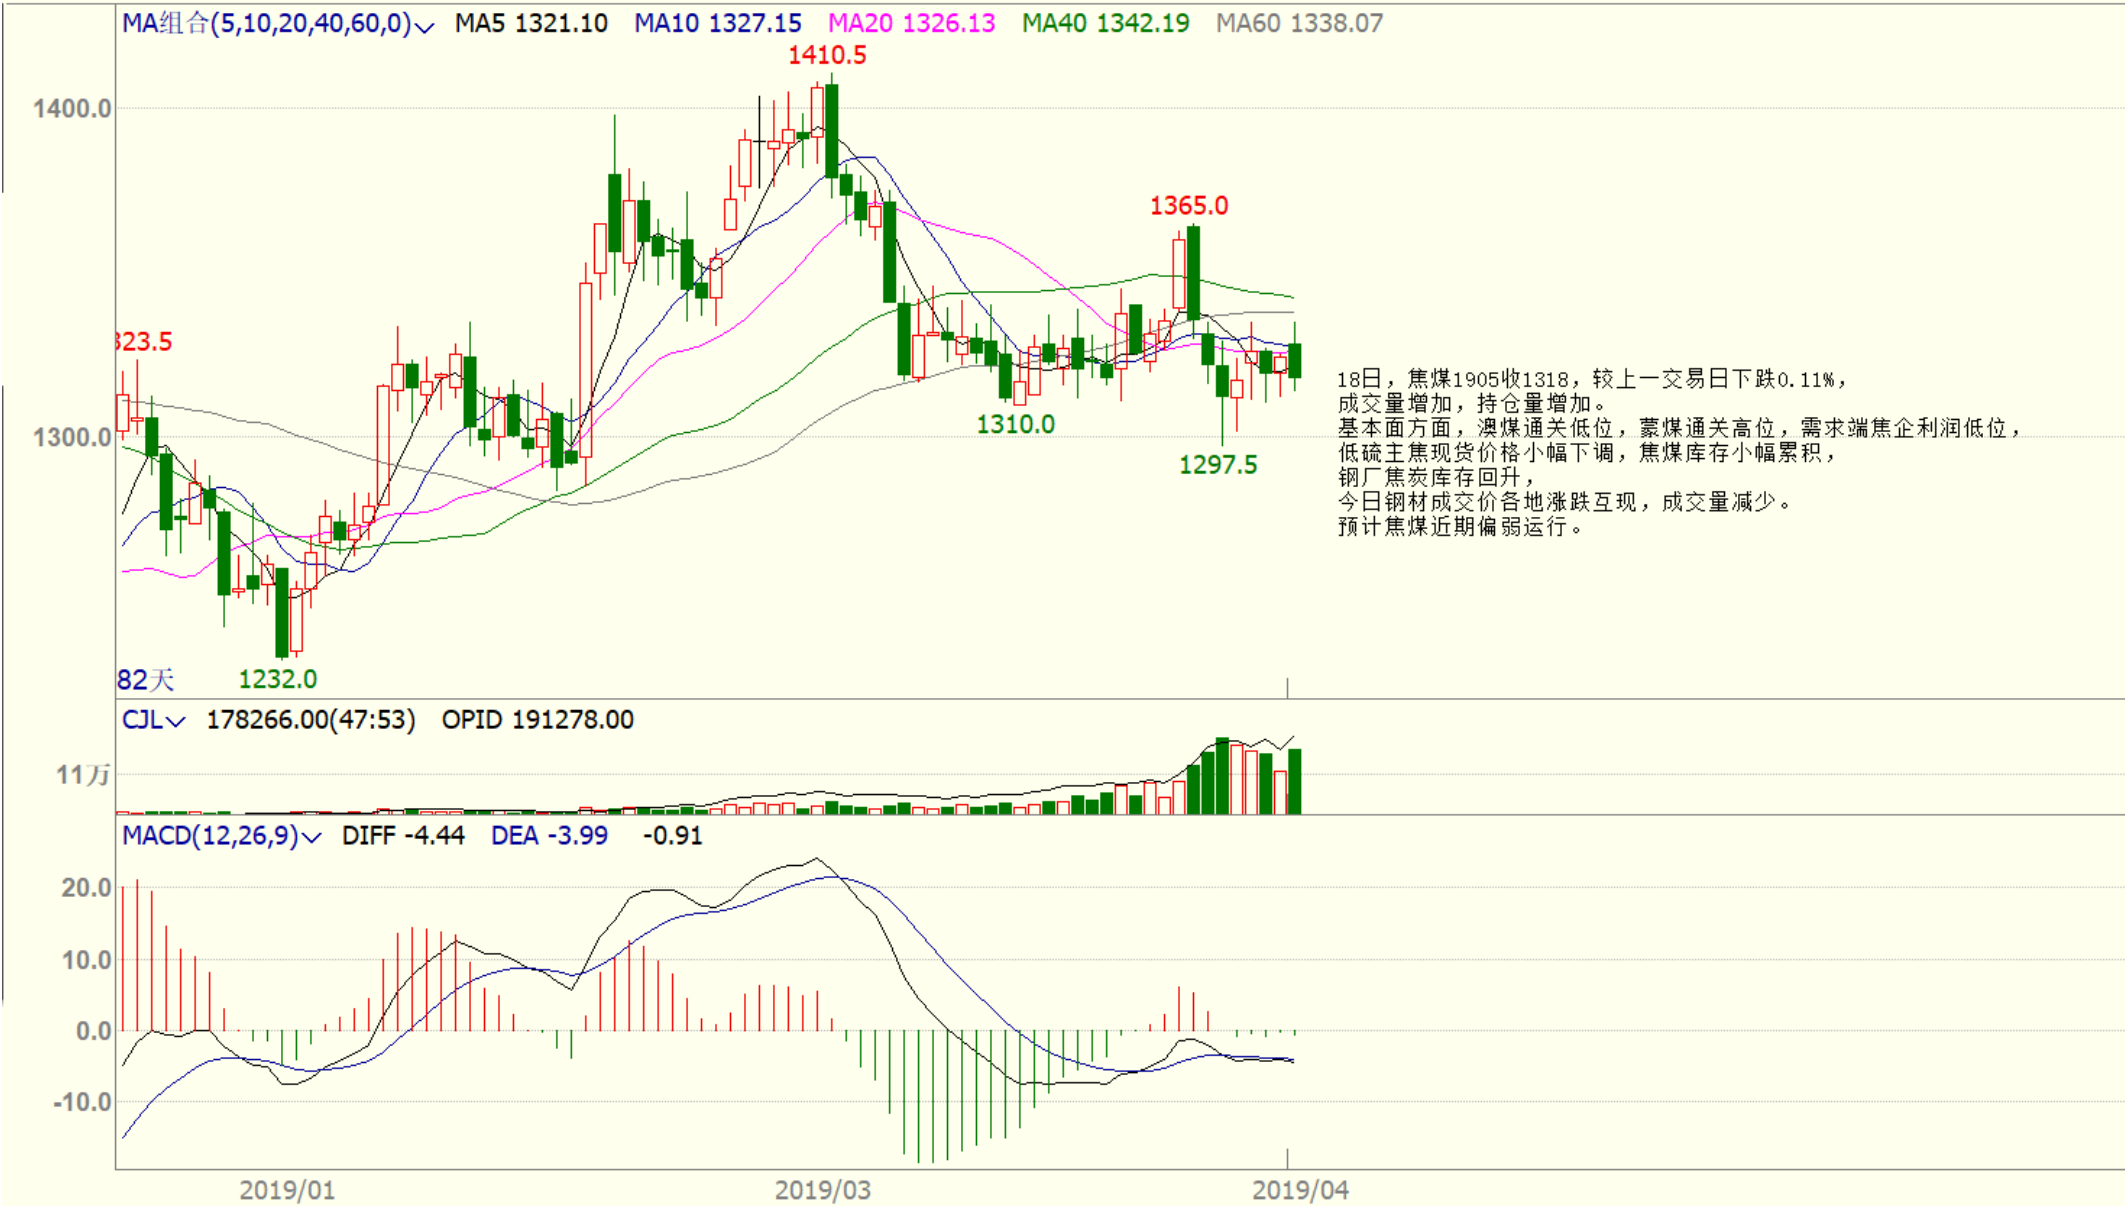 MA组合(5,10,20,40,60,0) MA5 1321.10 MA10 1327.15 MA20 1326.13 MA40 1342.19 MA60 1338.07
1410.5
1400.0
1365.0
323.5
18日，焦煤1905收1318，较上一交易日下跌0.11%，
成交量增加，持仓量增加。
1310.0
基本面方面，澳煤通关低位，蒙煤通关高位，需求端焦企利润低位，
1300.0
低硫主焦现货价格小幅下调，焦煤库存小幅累积，
1297.5
钢厂焦炭库存回升，
今日钢材成交价各地涨跌互现，成交量减少。
预计焦煤近期偏弱运行。
82天
1232.0
CJL 178266.00(47:53) OPID 191278.00
11万
MACD(12,26,9) DIFF -4.44 DEA -3.99 -0.91
20.0
10.0
0.0
-10.0
2019/01 2019/03 2019/04